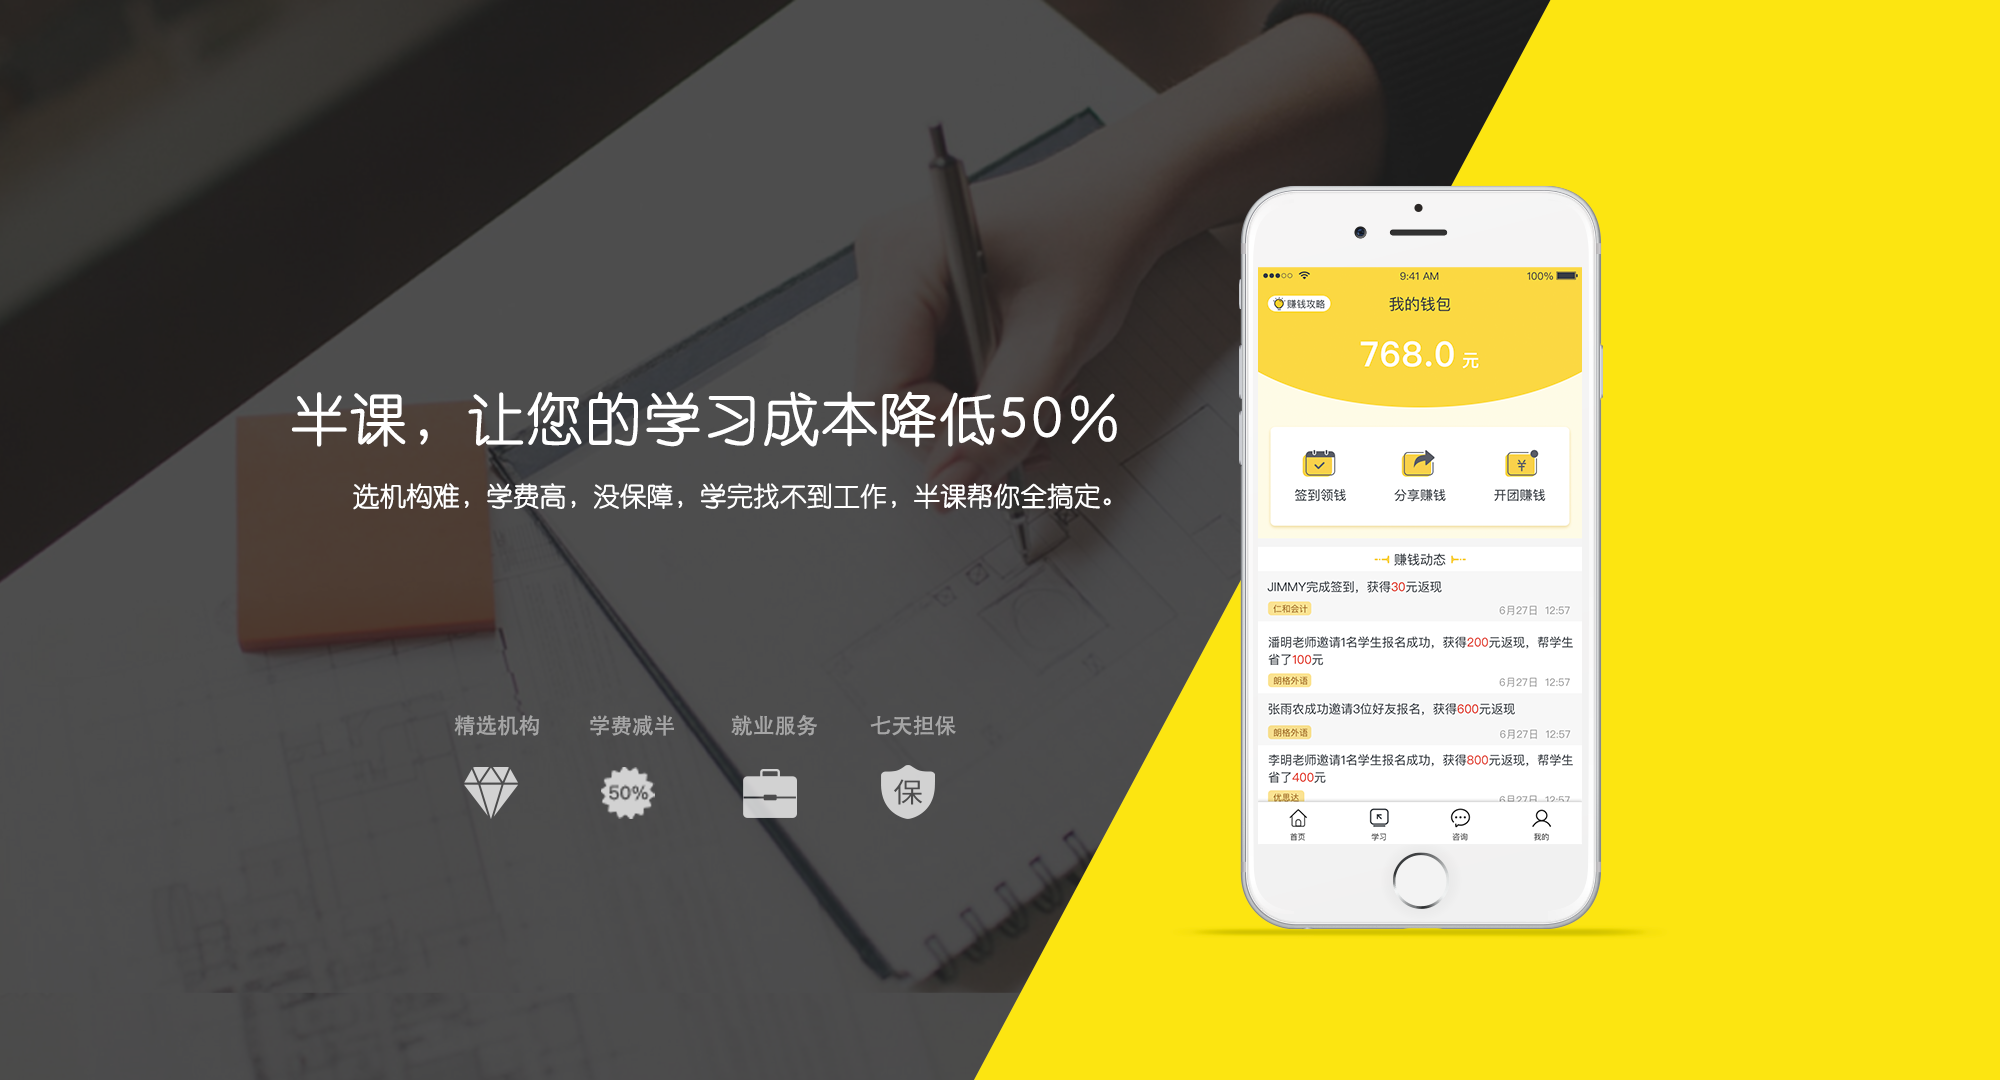 半课，让您的学习成本降低50%
选机构难，学费高，没保障，学完找不到工作，半课帮你全搞定。
精选机构 学费减半 就业服务 七天担保
50% 保
9:41 AM 100%
赚钱攻略 我的钱包
768.0 元
签到领钱 分享赚钱 开团赚钱
赚钱动态
JIMMY完成签到，获得30元返现
仁和会计 6月27日 12:57
潘明老师邀请1名学生报名成功，获得200元返现，帮学生
省了100元
朗格外语 6月27日 12:57
张雨农成功邀请3位好友报名，获得600元返现
朗格外语 6月27日 12:57
李明老师邀请1名学生报名成功，获得800元返现，帮学生
省了400元
优思达 6月27日 12:57
首页 学习 咨询 我的